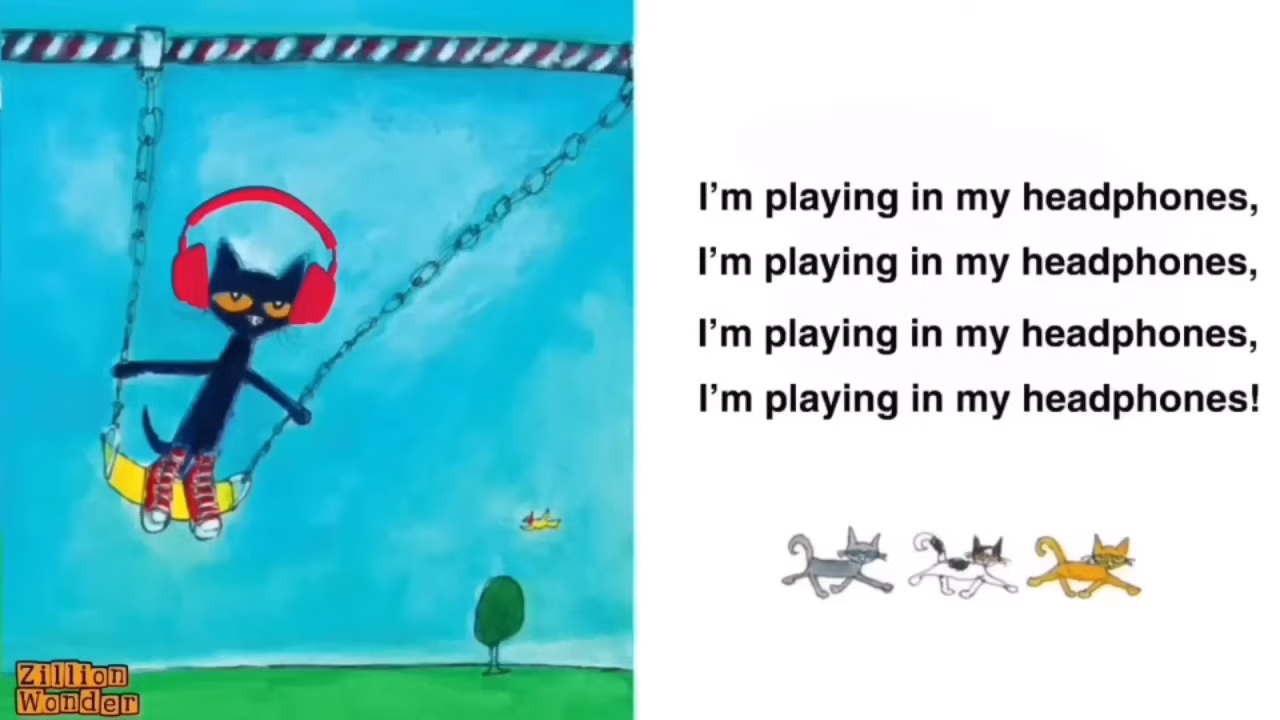 I’m playing in my headphones,
I’m playing in my headphones,
I’m playing in my headphones,
I’m playing in my headphones!
Zillion
Wonder